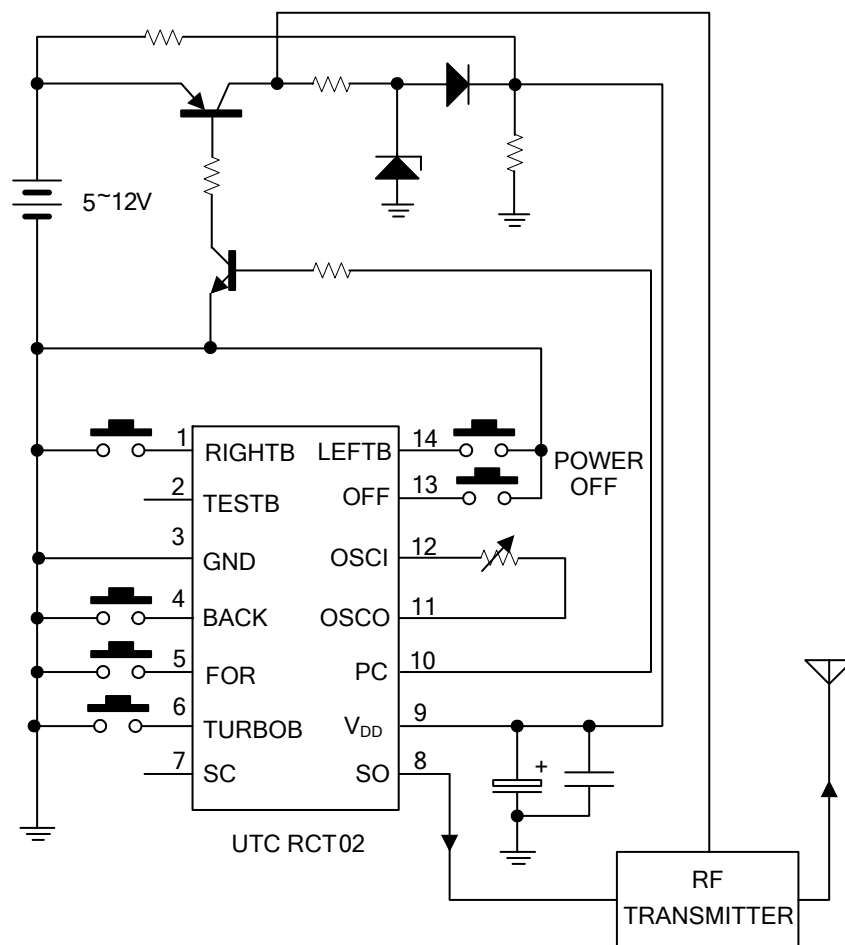 5~12V
1
RIGHTB
LEFTB
14
POWER
OFF
2
TESTB
OFF
13
3
GND
OSCI
12
4
BACK
OSCO
11
5
FOR
PC
10
6
TURBOB
VDD
9
7
SC
SO
8
+
UTC RCT02
RF
TRANSMITTER